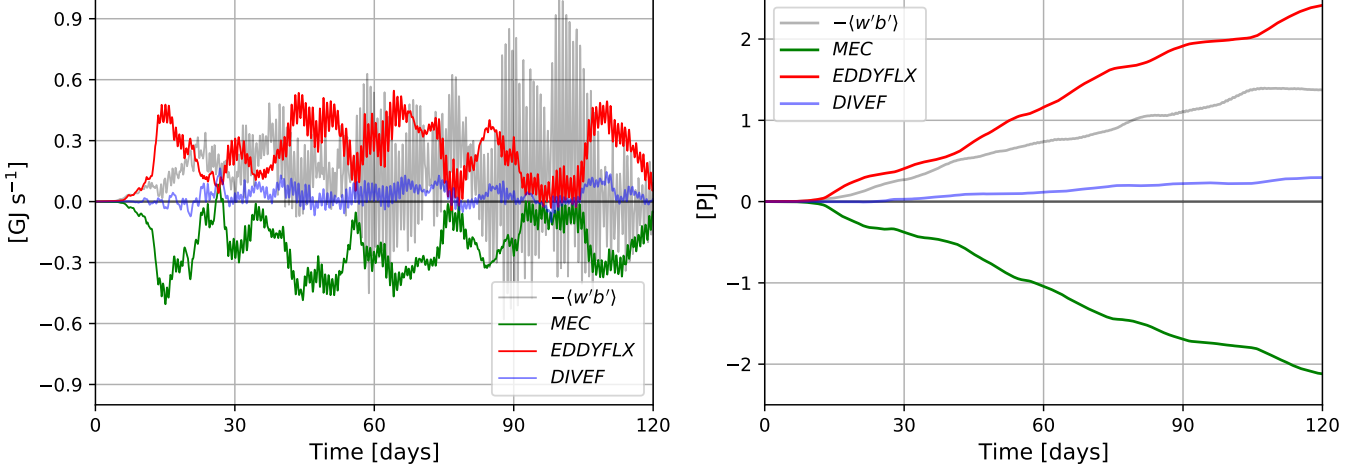 0.9
0.6
0.3
0.0
−0.3
−0.6
−0.9
[GJ s⁻¹]
0
30
60
90
120
Time [days]
−⟨w′b′⟩
MEC
EDDYFLX
DIVEF
2
1
0
−1
−2
[PJ]
0
30
60
90
120
Time [days]
−⟨w′b′⟩
MEC
EDDYFLX
DIVEF